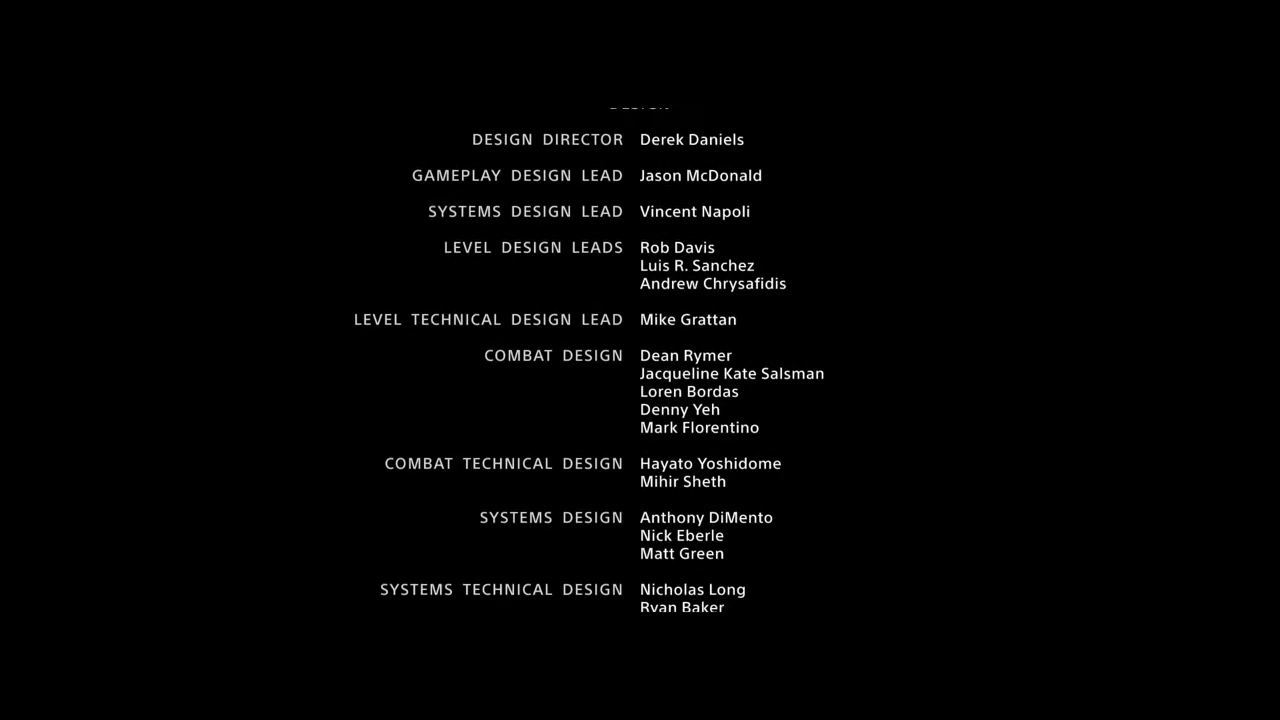 DESIGN
DESIGN DIRECTOR Derek Daniels
GAMEPLAY DESIGN LEAD Jason McDonald
SYSTEMS DESIGN LEAD Vincent Napoli
LEVEL DESIGN LEADS Rob Davis
Luis R. Sanchez
Andrew Chrysafidis
LEVEL TECHNICAL DESIGN LEAD Mike Grattan
COMBAT DESIGN Dean Rymer
Jacqueline Kate Salsman
Loren Bordas
Denny Yeh
Mark Florentino
COMBAT TECHNICAL DESIGN Hayato Yoshidome
Mihir Sheth
SYSTEMS DESIGN Anthony DiMento
Nick Eberle
Matt Green
SYSTEMS TECHNICAL DESIGN Nicholas Long
Ryan Baker